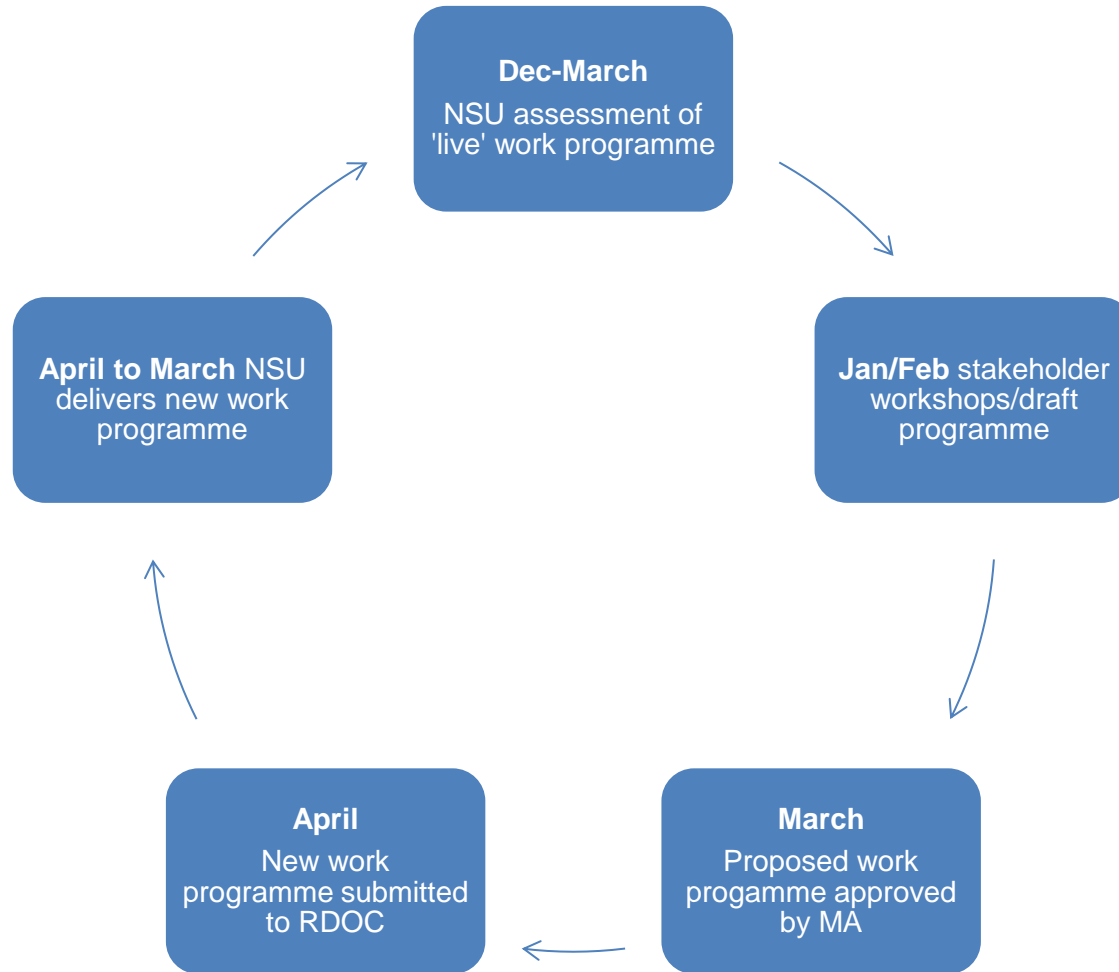 Dec-March
NSU assessment of
'live' work programme
Jan/Feb stakeholder
workshops/draft
programme
March
Proposed work
progamme approved
by MA
April
New work
programme submitted
to RDOC
April to March NSU
delivers new work
programme